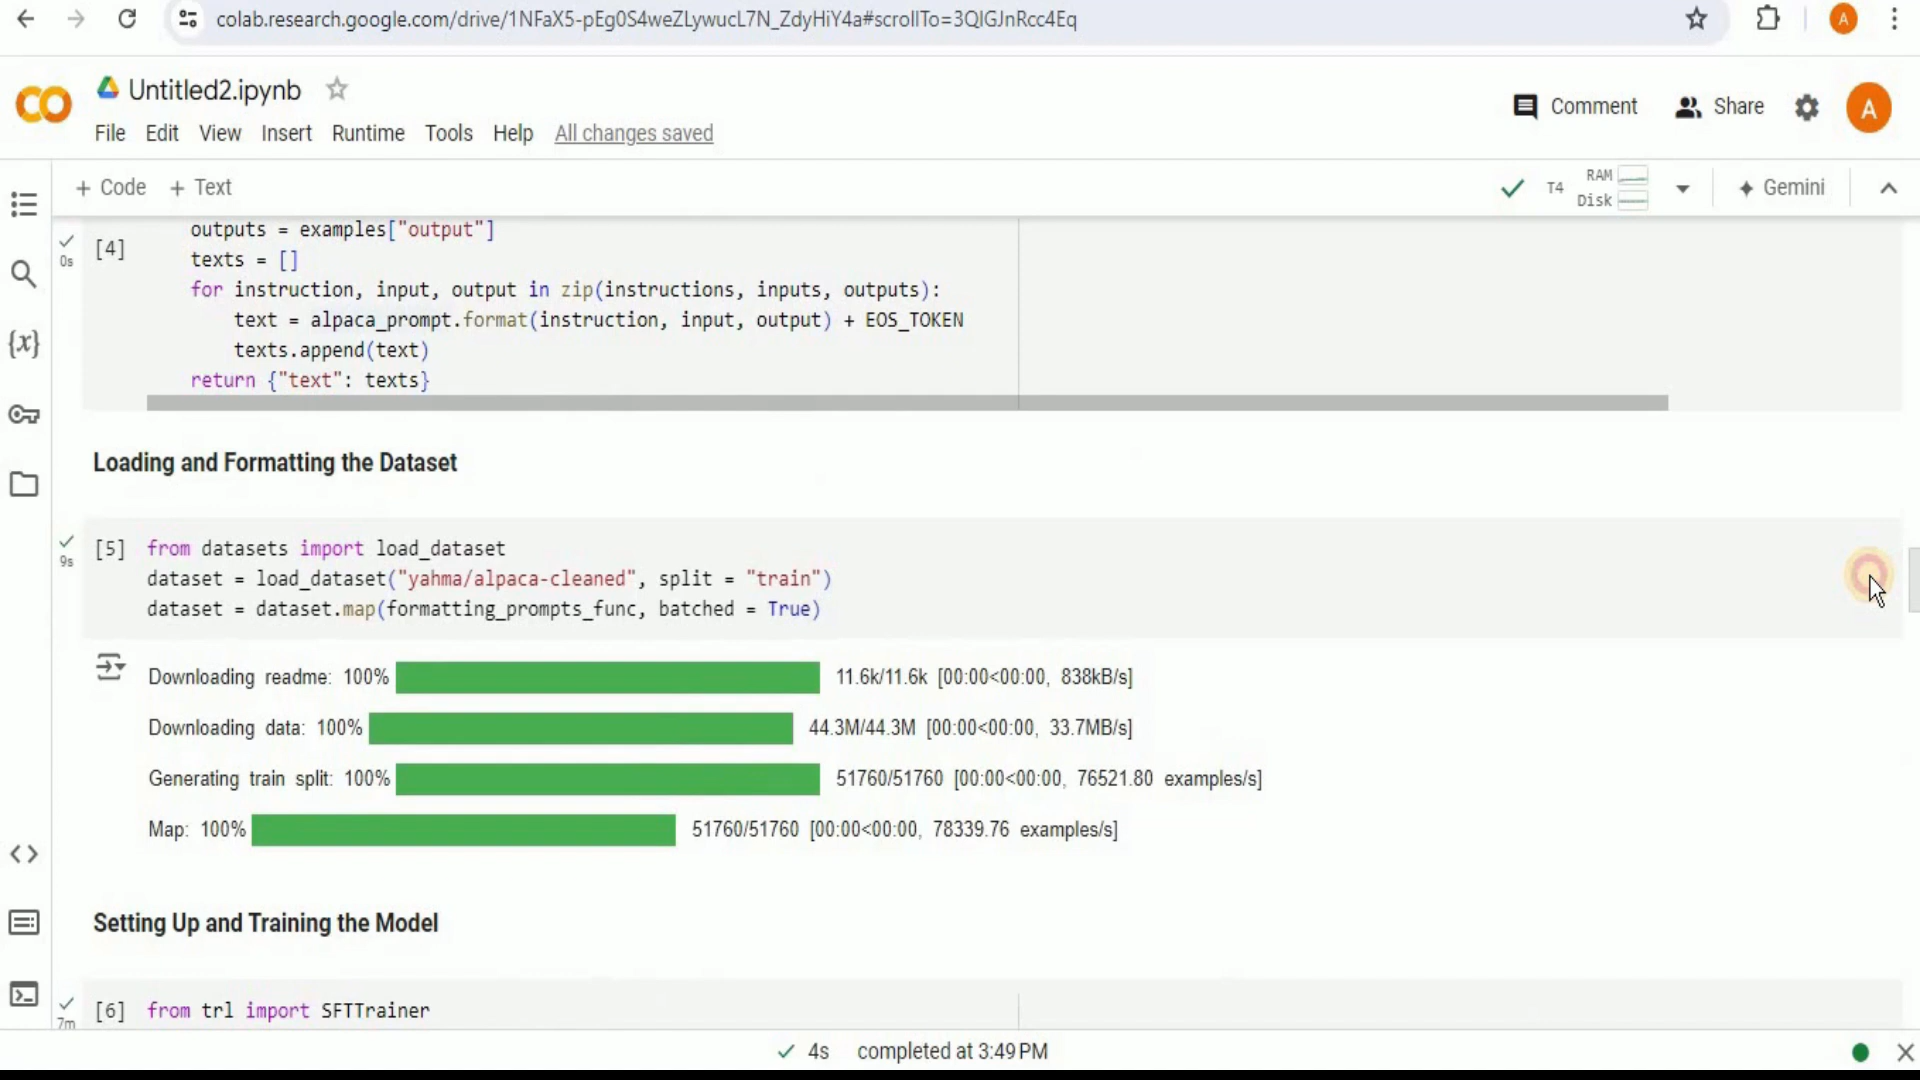 colab.research.google.com/drive/1NFaX5-pEg0S4weZLywucL7N_ZdyHiY4a#scrollTo=3QIGJnRcc4Eq
A
CO
Untitled2.ipynb
Comment
Share
A
File Edit View Insert Runtime Tools Help All changes saved
+ Code + Text
T4
RAM
Disk
Gemini
0s
[4]
outputs = examples["output"]
texts = []
for instruction, input, output in zip(instructions, inputs, outputs):
text = alpaca_prompt.format(instruction, input, output) + EOS_TOKEN
texts.append(text)
return {"text": texts}
{x}
Loading and Formatting the Dataset
9s
[5] from datasets import load_dataset
dataset = load_dataset("yahma/alpaca-cleaned", split = "train")
dataset = dataset.map(formatting_prompts_func, batched = True)
Downloading readme: 100% 11.6k/11.6k [00:00<00:00, 838kB/s]
Downloading data: 100% 44.3M/44.3M [00:00<00:00, 33.7MB/s]
Generating train split: 100% 51760/51760 [00:00<00:00, 76521.80 examples/s]
Map: 100% 51760/51760 [00:00<00:00, 78339.76 examples/s]
Setting Up and Training the Model
7m
[6] from trl import SFTTrainer
4s completed at 3:49 PM